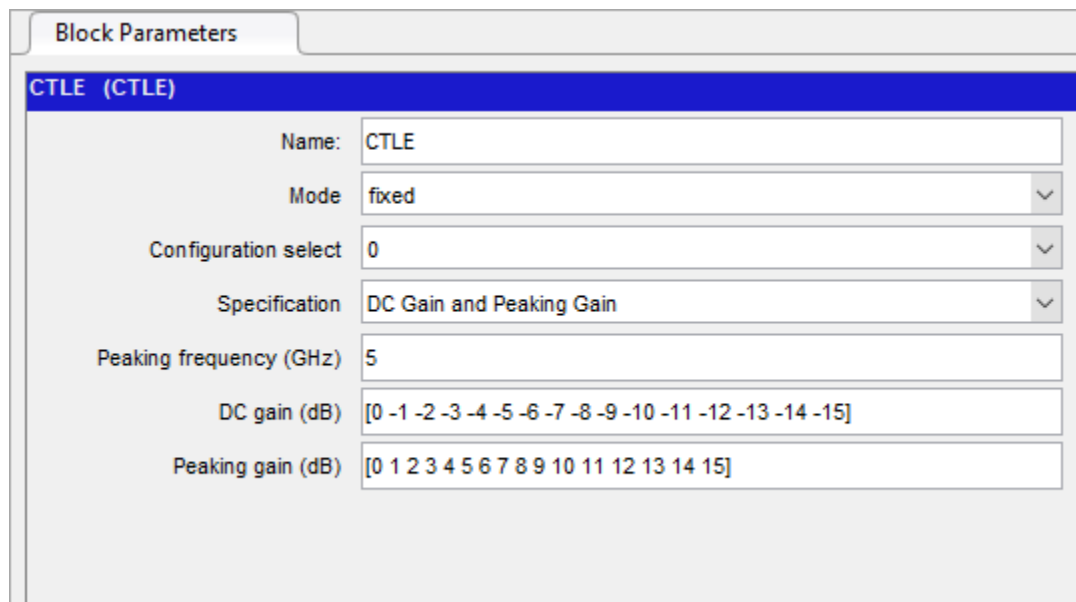 Block Parameters
CTLE (CTLE)
Name: CTLE
Mode fixed
Configuration select 0
Specification DC Gain and Peaking Gain
Peaking frequency (GHz) 5
DC gain (dB) [0 -1 -2 -3 -4 -5 -6 -7 -8 -9 -10 -11 -12 -13 -14 -15]
Peaking gain (dB) [0 1 2 3 4 5 6 7 8 9 10 11 12 13 14 15]